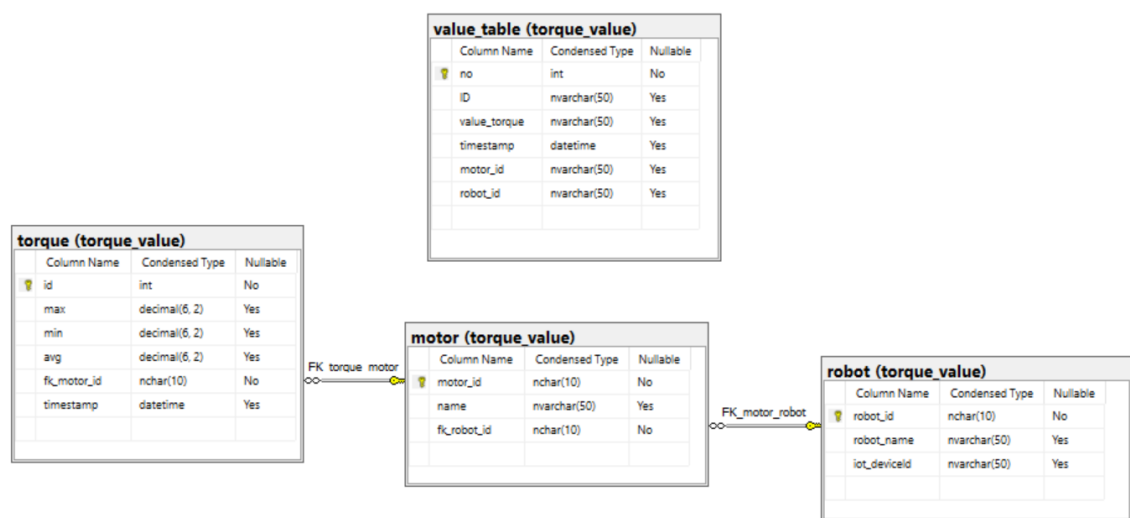 value_table (torque_value)
Column Name Condensed Type Nullable
no int No
ID nvarchar(50) Yes
value_torque nvarchar(50) Yes
timestamp datetime Yes
motor_id nvarchar(50) Yes
robot_id nvarchar(50) Yes
torque (torque_value)
Column Name Condensed Type Nullable
id int No
max decimal(6, 2) Yes
min decimal(6, 2) Yes
avg decimal(6, 2) Yes
fk_motor_id nchar(10) No
timestamp datetime Yes
FK_torque_motor
motor (torque_value)
Column Name Condensed Type Nullable
motor_id nchar(10) No
name nvarchar(50) Yes
fk_robot_id nchar(10) No
FK_motor_robot
robot (torque_value)
Column Name Condensed Type Nullable
robot_id nchar(10) No
robot_name nvarchar(50) Yes
iot_deviceId nvarchar(50) Yes